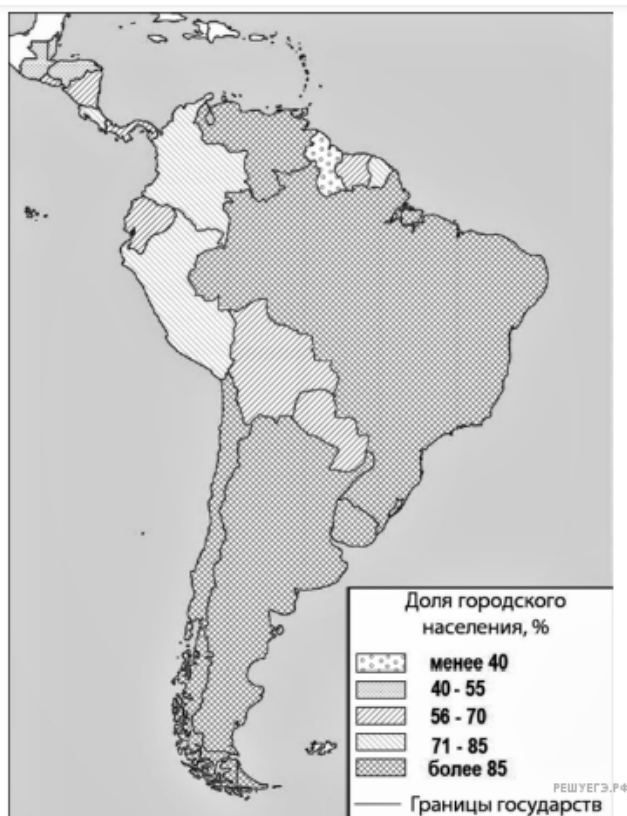 Доля городского
населения, %
менее 40
40 - 55
56 - 70
71 - 85
более 85
РЕШУЕГЭ.РФ
Границы государств